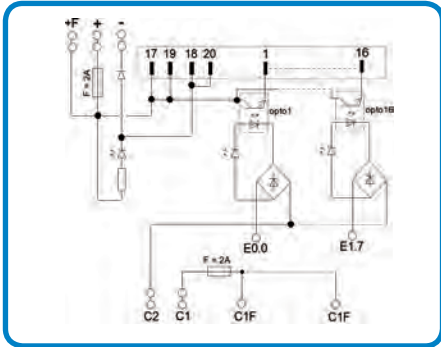 +F + -
17 19 18 20 1 16
F = 2A
opto1 opto16
E0.0 E1.7
F = 2A
C2 C1 C1F C1F